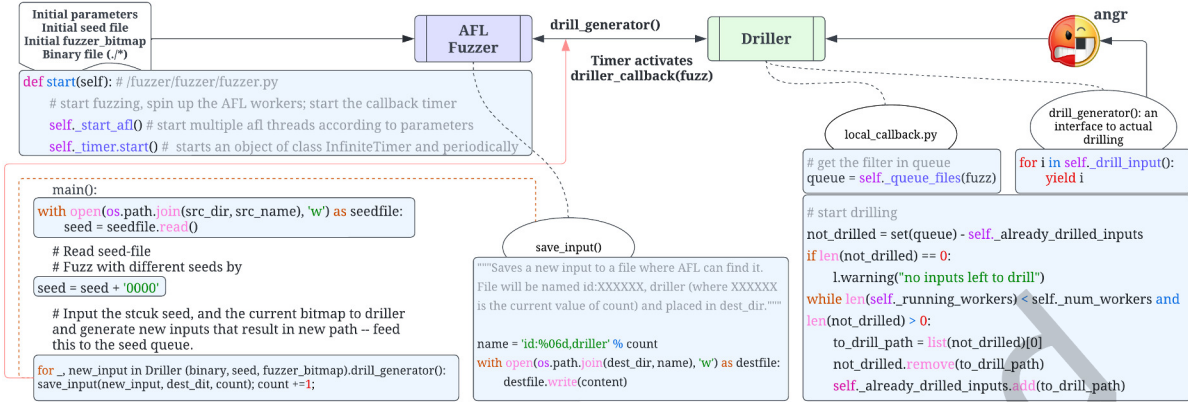 Initial parameters
Initial seed file
Initial fuzzer_bitmap
Binary file (./*)
AFL
Fuzzer
drill_generator()
Timer activates
driller_callback(fuzz)
Driller
angr
def start(self): # /fuzzer/fuzzer/fuzzer.py
# start fuzzing, spin up the AFL workers; start the callback timer
self._start_afl() # start multiple afl threads according to parameters
self._timer.start() # starts an object of class InfiniteTimer and periodically
main():
with open(os.path.join(src_dir, src_name), 'w') as seedfile:
seed = seedfile.read()
# Read seed-file
# Fuzz with different seeds by
seed = seed + '0000'
# Input the stcuk seed, and the current bitmap to driller
and generate new inputs that result in new path -- feed
this to the seed queue.
for _, new_input in Driller (binary, seed, fuzzer_bitmap).drill_generator():
save_input(new_input, dest_dit, count); count +=1;
save_input()
"""Saves a new input to a file where AFL can find it.
File will be named id:XXXXXX, driller (where XXXXXX
is the current value of count) and placed in dest_dir."""
name = 'id:%06d,driller' % count
with open(os.path.join(dest_dir, name), 'w') as destfile:
destfile.write(content)
local_callback.py
# get the filter in queue
queue = self._queue_files(fuzz)
drill_generator(): an
interface to actual
drilling
for i in self._drill_input():
yield i
# start drilling
not_drilled = set(queue) - self._already_drilled_inputs
if len(not_drilled) == 0:
l.warning("no inputs left to drill")
while len(self._running_workers) < self._num_workers and
len(not_drilled) > 0:
to_drill_path = list(not_drilled)[0]
not_drilled.remove(to_drill_path)
self._already_drilled_inputs.add(to_drill_path)